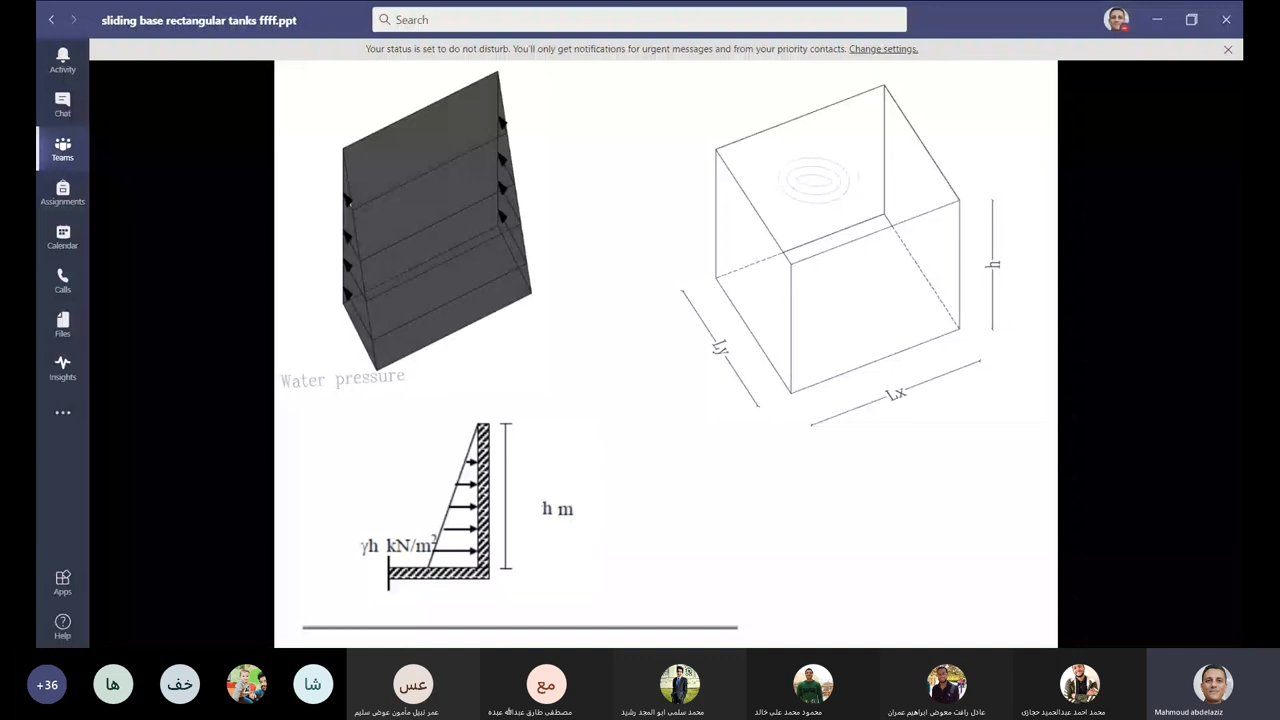 sliding base rectangular tanks ffff.ppt
Search
Your status is set to do not disturb. You'll only get notifications for urgent messages and from your priority contacts. Change settings.
Activity
Chat
Teams
Assignments
Calendar
Calls
Files
Insights
Apps
Help
Water pressure
h
Ly
Lx
h m
γh kN/m²
+36
ها
خف
شا
عس
عمر نبيل مأمون عوض سليم
مع
مصطفى طارق عبدالله عبده
محمد سلمى ابو المجد رشيد
محمود محمد على خالد
عادل رافت معوض ابراهيم عمران
محمد احمد عبدالحميد حجازى
Mahmoud abdelaziz